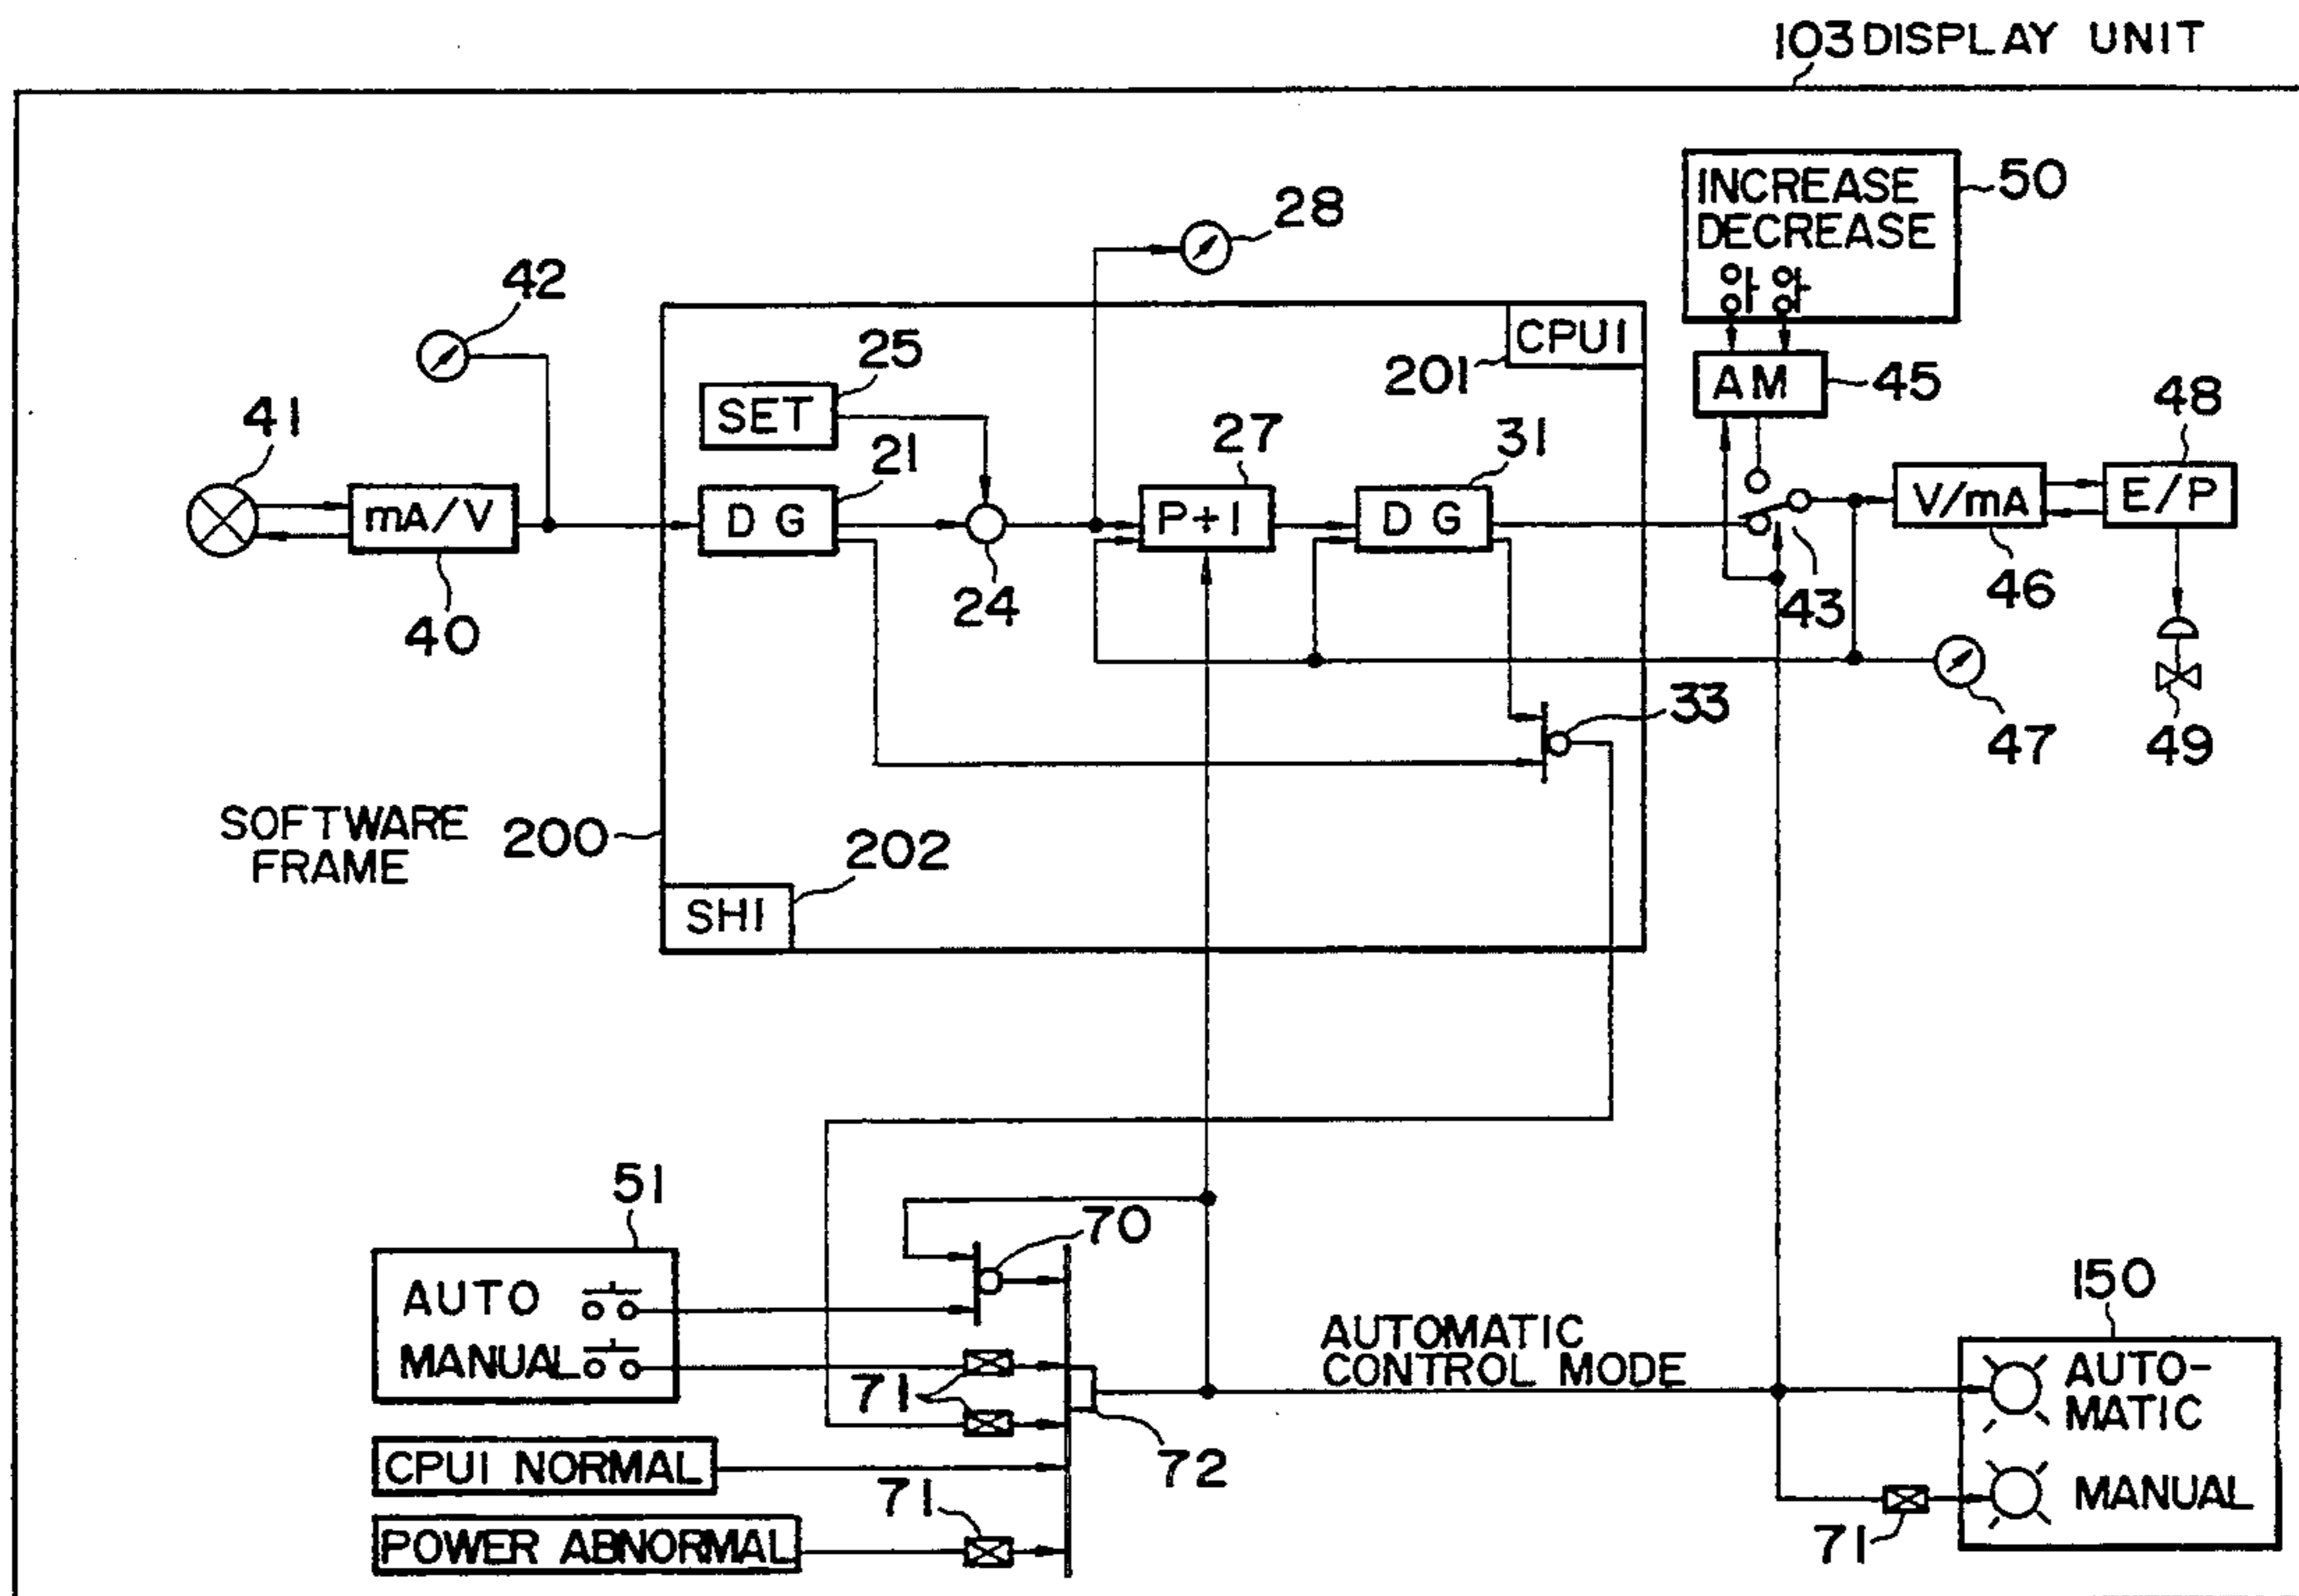 103 DISPLAY UNIT
INCREASE
DECREASE
50
28
42
25
CPU1
201
SET
AM
45
41
21
27
31
48
mA/V
DG
P+I
DG
V/mA
E/P
24
43
46
40
33
47
49
SOFTWARE
FRAME
200
202
SH1
51
70
150
AUTO
MANUAL
71
AUTOMATIC
CONTROL MODE
AUTO-
MATIC
72
CPU1 NORMAL
71
MANUAL
POWER ABNORMAL
71